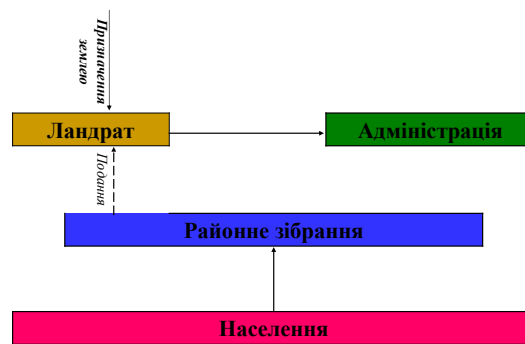 Призначення
землею
Ландрат
Адміністрація
Подання
Районне зібрання
Населення